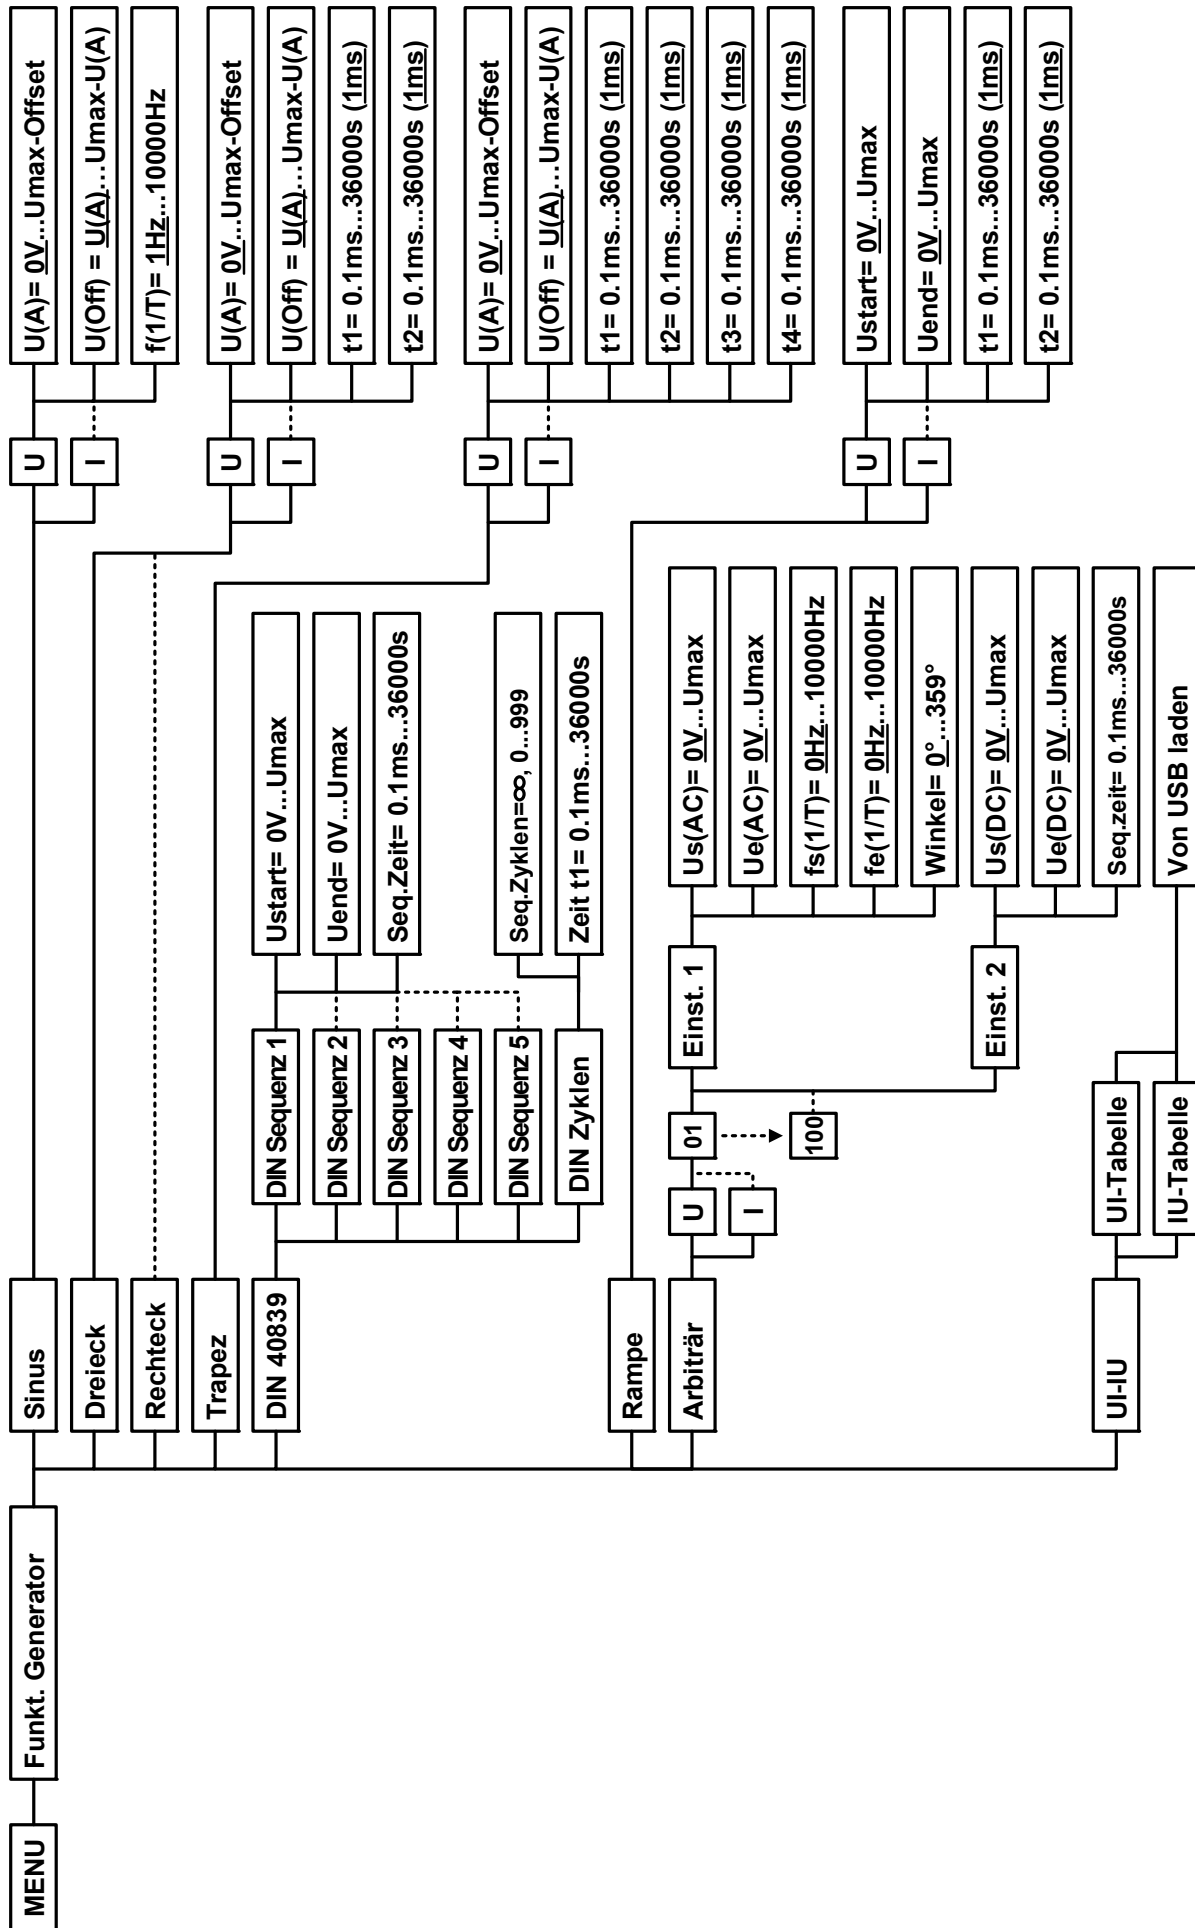 MENU
Funkt. Generator
Sinus
U
I
U(A)= 0V...Umax-Offset
U(Off) = U(A)...Umax-U(A)
f(1/T)= 1Hz...10000Hz
Dreieck
Rechteck
U
I
U(A)= 0V...Umax-Offset
U(Off) = U(A)...Umax-U(A)
t1= 0.1ms...36000s (1ms)
t2= 0.1ms...36000s (1ms)
Trapez
U
I
U(A)= 0V...Umax-Offset
U(Off) = U(A)...Umax-U(A)
t1= 0.1ms...36000s (1ms)
t2= 0.1ms...36000s (1ms)
t3= 0.1ms...36000s (1ms)
t4= 0.1ms...36000s (1ms)
DIN 40839
DIN Sequenz 1
DIN Sequenz 2
DIN Sequenz 3
DIN Sequenz 4
DIN Sequenz 5
DIN Zyklen
Ustart= 0V...Umax
Uend= 0V...Umax
Seq.Zeit= 0.1ms...36000s
Seq.Zyklen=∞, 0...999
Zeit t1= 0.1ms...36000s
Rampe
U
I
Ustart= 0V...Umax
Uend= 0V...Umax
t1= 0.1ms...36000s (1ms)
t2= 0.1ms...36000s (1ms)
Arbiträr
U
I
01
100
Einst. 1
Us(AC)= 0V...Umax
Ue(AC)= 0V...Umax
fs(1/T)= 0Hz...10000Hz
fe(1/T)= 0Hz...10000Hz
Winkel= 0°...359°
Einst. 2
Us(DC)= 0V...Umax
Ue(DC)= 0V...Umax
Seq.zeit= 0.1ms...36000s
UI-IU
UI-Tabelle
IU-Tabelle
Von USB laden